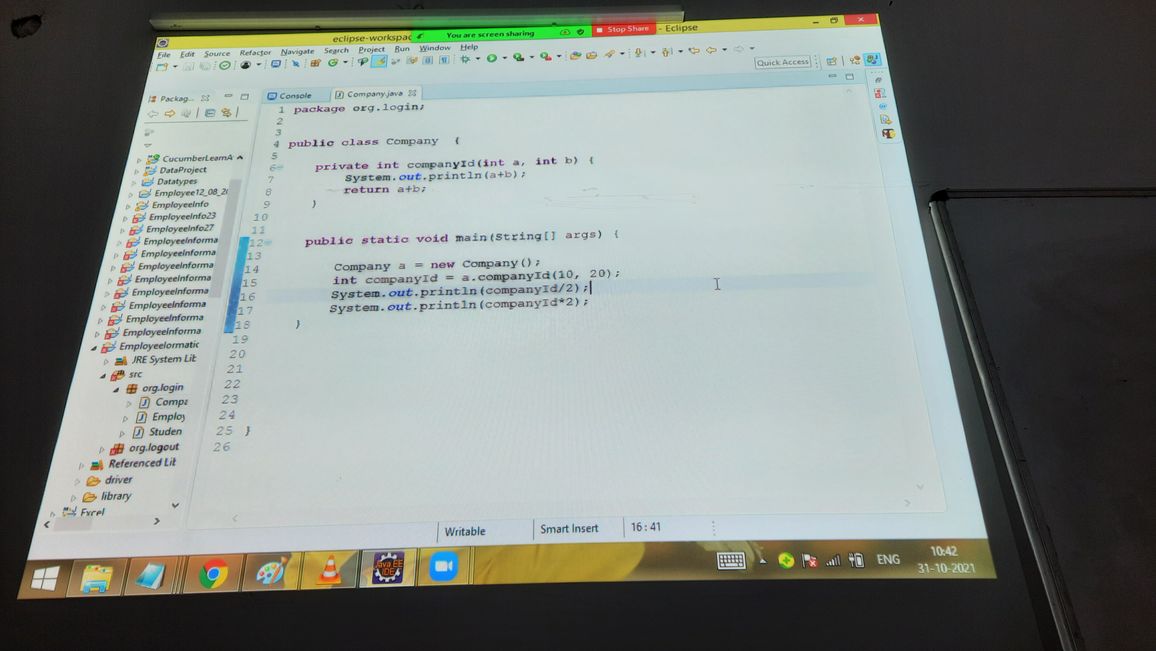 eclipse-workspac
You are screen sharing
Stop Share
- Eclipse
File Edit Source Refactor Navigate Search Project Run Window Help
Quick Access
Packag...
Console
Company.java
CucumberLearnA
DataProject
Datatypes
Employee12_08_20
EmployeeInfo
EmployeeInfo23
EmployeeInfo27
EmployeeInforma
EmployeeInforma
EmployeeInforma
EmployeeInforma
EmployeeInforma
EmployeeInforma
EmployeeInforma
EmployeeInforma
EmployeeIormatic
JRE System Lib
src
org.login
Compa
Employ
Studen
org.logout
Referenced Lib
driver
library
Excel
1 package org.login;
2
3
4 public class Company {
5
6 private int companyId(int a, int b) {
7 System.out.println(a+b);
8 return a+b;
9 }
10
11
12 public static void main(String[] args) {
13
14 Company a = new Company();
15 int companyId = a.companyId(10, 20);
16 System.out.println(companyId/2);
17 System.out.println(companyId*2);
18 }
19
20
21
22
23
24
25 }
26
Writable
Smart Insert
16 : 41
Java EE
IDE
ENG
10:42
31-10-2021